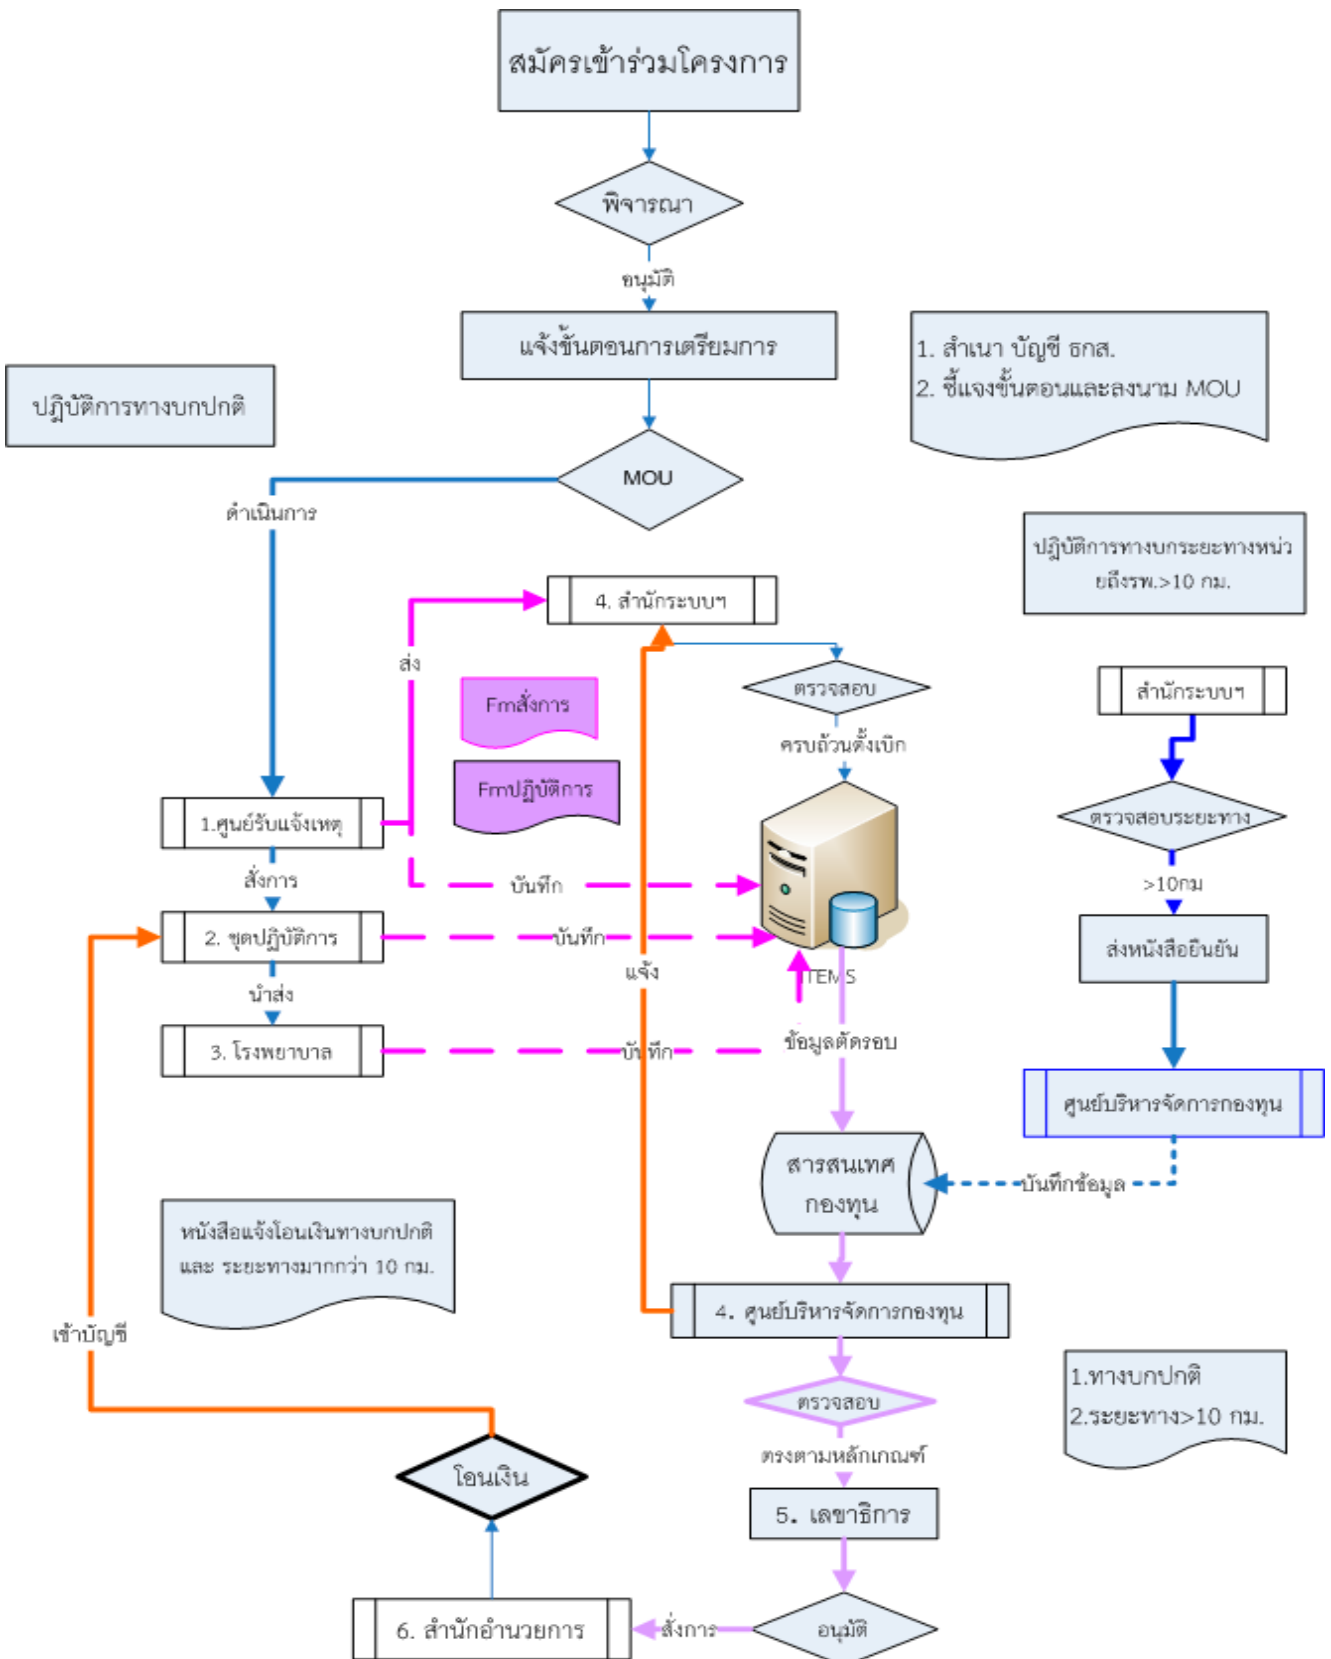 สมัครเข้าร่วมโครงการ
พิจารณา
อนุมัติ
แจ้งขั้นตอนการเตรียมการ
1. สำเนา บัญชี ธกส.
2. ชี้แจงขั้นตอนและลงนาม MOU
ปฏิบัติการทางบกปกติ
MOU
ดำเนินการ
ปฏิบัติการทางบกระยะทางหน่ว
ยถึงรพ.>10 กม.
4. สำนักระบบฯ
ส่ง
Fmสั่งการ
ตรวจสอบ
สำนักระบบฯ
ครบถ้วนตั้งเบิก
Fmปฏิบัติการ
1.ศูนย์รับแจ้งเหตุ
ตรวจสอบระยะทาง
สั่งการ
บันทึก
>10กม
2. ชุดปฏิบัติการ
บันทึก
ส่งหนังสือยืนยัน
แจ้ง
ITEMS
นำส่ง
3. โรงพยาบาล
บันทึก
ข้อมูลตัดรอบ
ศูนย์บริหารจัดการกองทุน
สารสนเทศ
กองทุน
บันทึกข้อมูล
หนังสือแจ้งโอนเงินทางบกปกติ
และ ระยะทางมากกว่า 10 กม.
4. ศูนย์บริหารจัดการกองทุน
เข้าบัญชี
1.ทางบกปกติ
2.ระยะทาง>10 กม.
ตรวจสอบ
ตรงตามหลักเกณฑ์
โอนเงิน
5. เลขาธิการ
6. สำนักอำนวยการ
สั่งการ
อนุมัติ